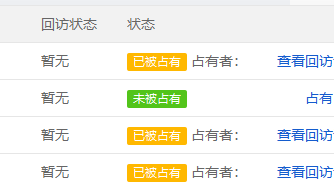 回访状态 状态
暂无 已被占有 占有者： 查看回访
暂无 未被占有 占有
暂无 已被占有 占有者： 查看回访
暂无 已被占有 占有者： 查看回访